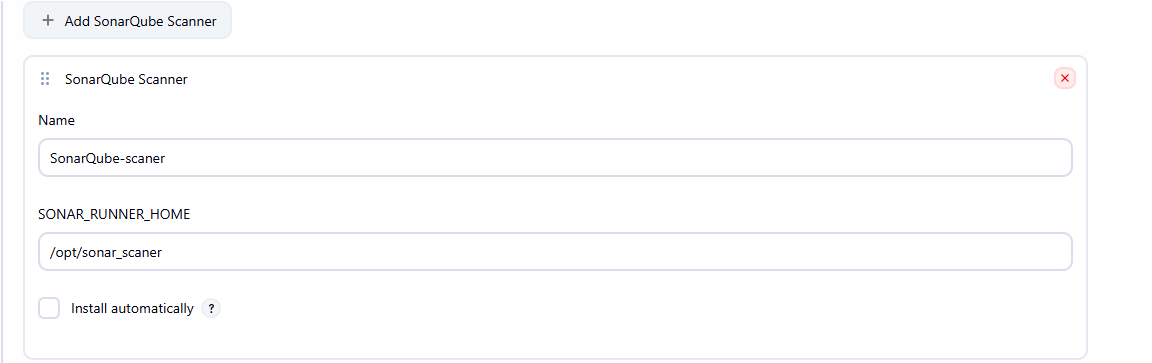 + Add SonarQube Scanner
SonarQube Scanner
Name
SonarQube-scaner
SONAR_RUNNER_HOME
/opt/sonar_scaner
Install automatically ?